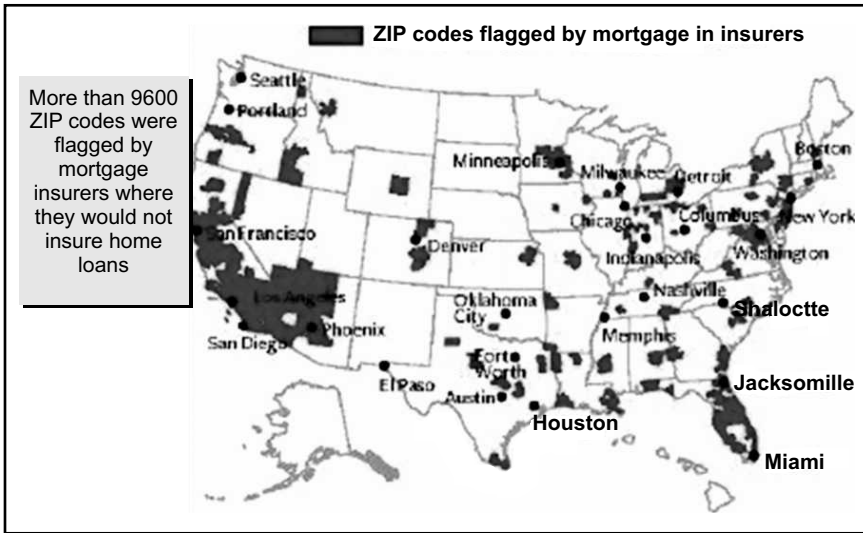 ZIP codes flagged by mortgage in insurers
More than 9600
ZIP codes were
flagged by
mortgage
insurers where
they would not
insure home
loans
Seattle
Portland
Minneapolis
Milwaukee
Detroit
Boston
Chicago
Columbus
New York
San Francisco
Denver
Indianapolis
Washington
Los Angeles
Oklahoma
City
Nashville
Shaloctte
San Diego
Phoenix
Memphis
Fort
Worth
El Paso
Austin
Jacksomille
Houston
Miami